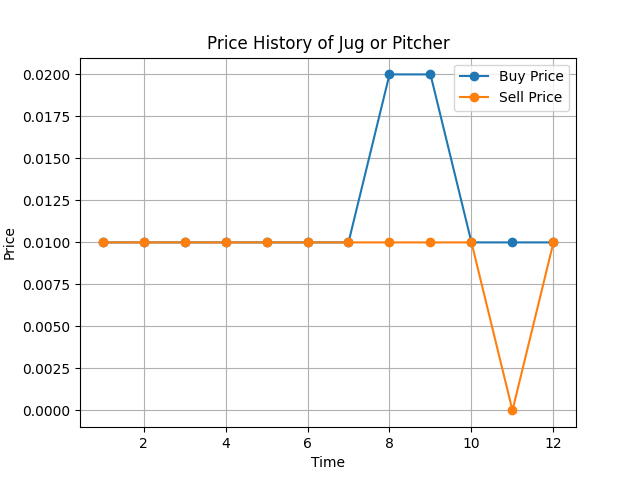 Price History of Jug or Pitcher
Buy Price
Sell Price
0.0200
0.0175
0.0150
0.0125
0.0100
0.0075
0.0050
0.0025
0.0000
Price
2 4 6 8 10 12
Time